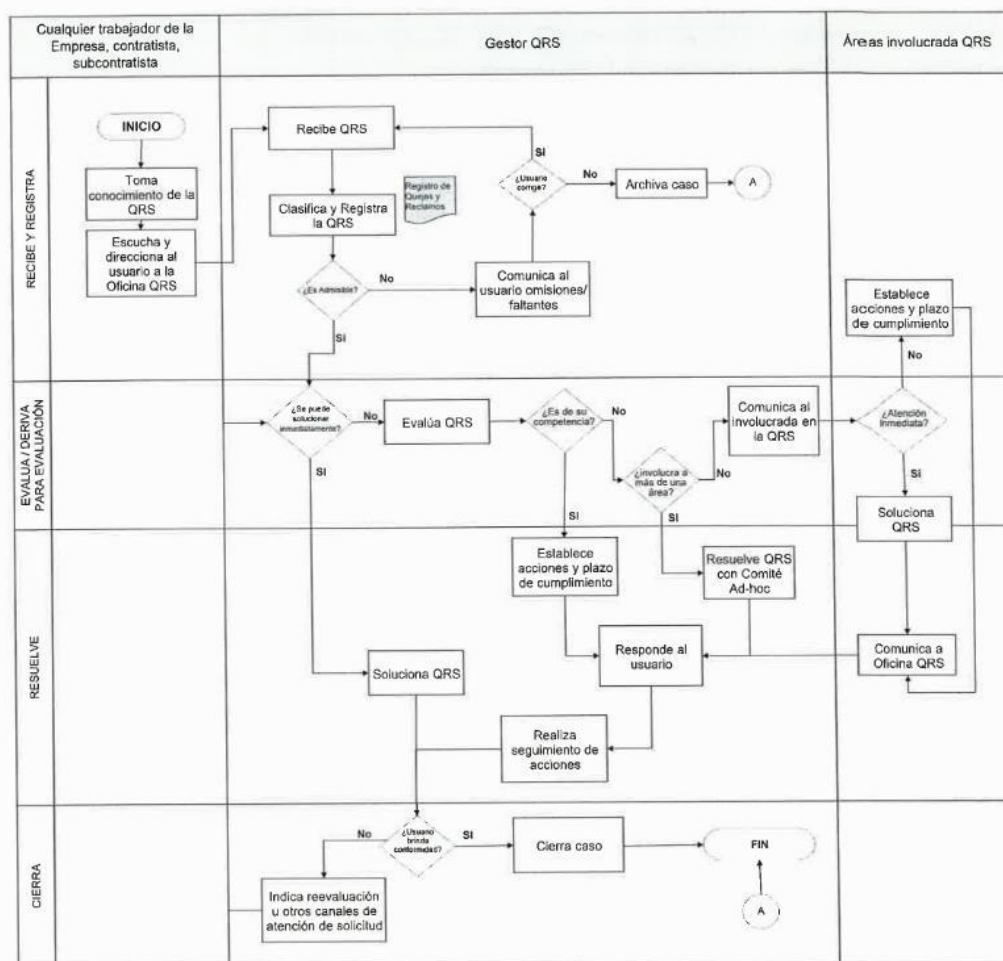 Cualquier trabajador de la
Empresa, contratista,
subcontratista
Gestor QRS
Áreas involucrada QRS
RECIBE Y REGISTRA
INICIO
Toma
conocimiento de la
QRS
Escucha y
direcciona al
usuario a la
Oficina QRS
Recibe QRS
Clasifica y Registra
la QRS
Registro de
Quejas y
Reclamos
¿Es Admisible?
No
SI
Comunica al
usuario omisiones/
faltantes
¿Usuario
corrige?
SI
No
Archiva caso
A
Establece
acciones y plazo
de cumplimiento
No
EVALUA / DERIVA
PARA EVALUACIÓN
¿Se puede
solucionar
inmediatamente?
No
SI
Evalúa QRS
¿Es de su
competencia?
No
SI
¿involucra a
más de una
área?
No
SI
Comunica al
involucrada en
la QRS
¿Atención
Inmediata?
SI
Soluciona
QRS
RESUELVE
Establece
acciones y plazo
de cumplimiento
Resuelve QRS
con Comité
Ad-hoc
Responde al
usuario
Comunica a
Oficina QRS
Soluciona QRS
Realiza
seguimiento de
acciones
CIERRA
¿Usuario
brinda
conformidad?
No
SI
Cierra caso
FIN
Indica reevaluación
u otros canales de
atención de solicitud
A